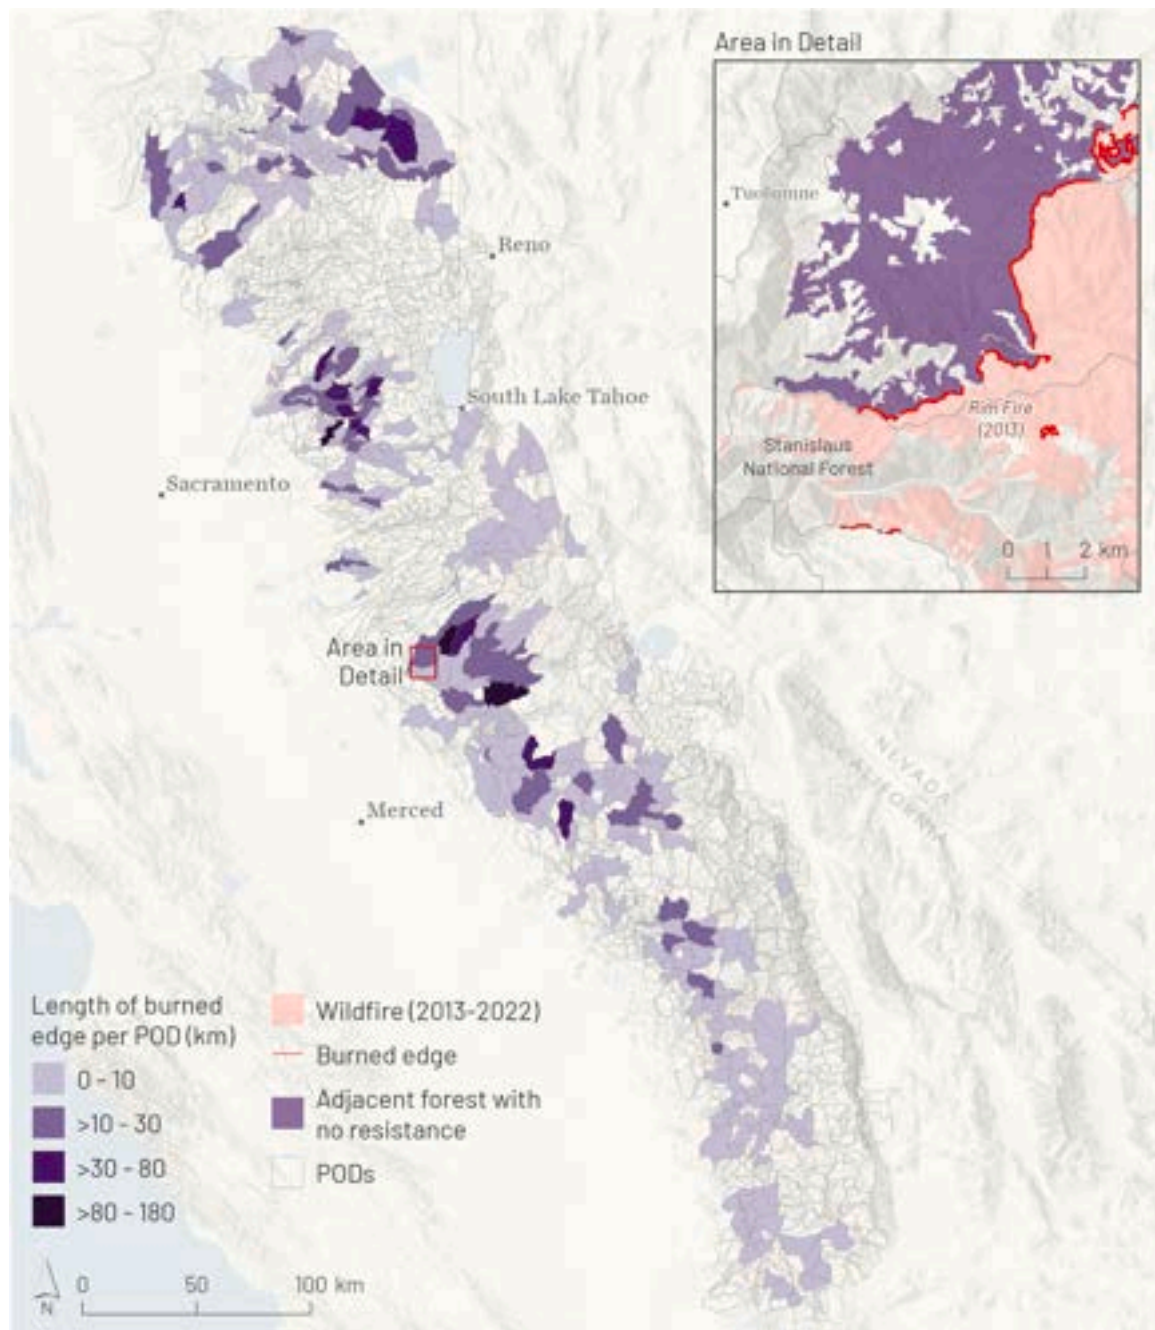 Area in Detail
Tuolumne
Reno
South Lake Tahoe
Rim Fire
(2013)
Stanislaus
National Forest
Sacramento
0 1 2 km
Area in
Detail
NEVADA
CALIFORNIA
Merced
Length of burned
edge per POD (km)
0 - 10
>10 - 30
>30 - 80
>80 - 180
Wildfire (2013-2022)
Burned edge
Adjacent forest with
no resistance
PODs
N
0 50 100 km